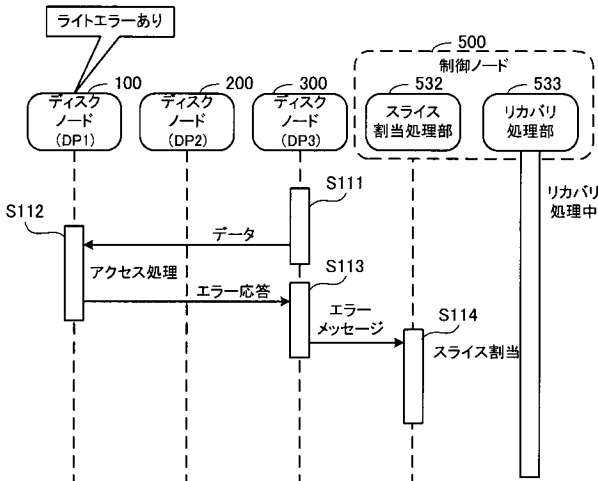 ライトエラーあり
500
制御ノード
100
200
300
532
533
ディスク
ノード
(DP1)
ディスク
ノード
(DP2)
ディスク
ノード
(DP3)
スライス
割当処理部
リカバリ
処理部
S111
リカバリ
処理中
S112
データ
アクセス処理
S113
エラー応答
エラー
メッセージ
S114
スライス割当